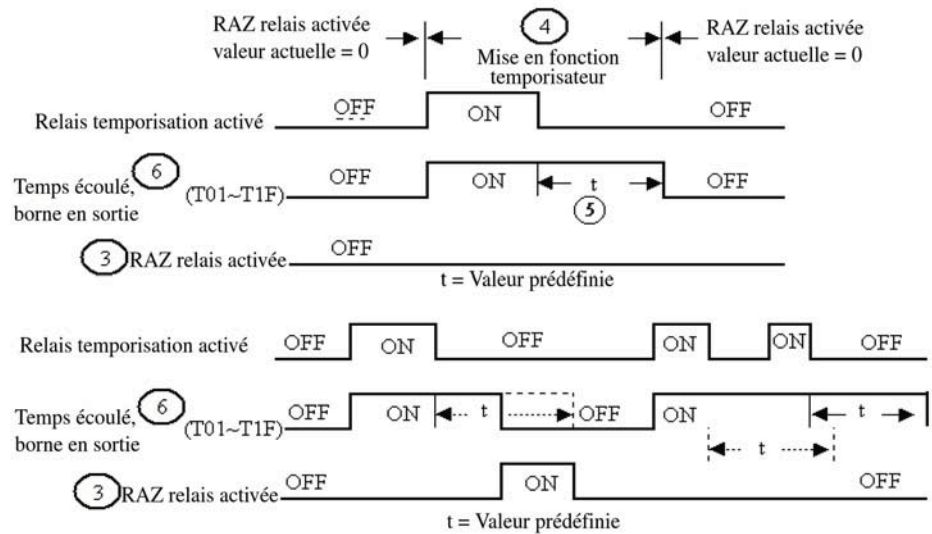 RAZ relais activée
valeur actuelle = 0
4
Mise en fonction
temporisateur
RAZ relais activée
valeur actuelle = 0
Relais temporisation activé
OFF
ON
OFF
Temps écoulé,
borne en sortie
6
(T01~T1F)
OFF
ON
t
5
OFF
3
RAZ relais activée
OFF
t = Valeur prédéfinie
Relais temporisation activé
OFF
ON
OFF
ON
ON
OFF
Temps écoulé,
borne en sortie
6
(T01~T1F)
OFF
ON
t
OFF
ON
t
t
3
RAZ relais activée
OFF
ON
OFF
t = Valeur prédéfinie